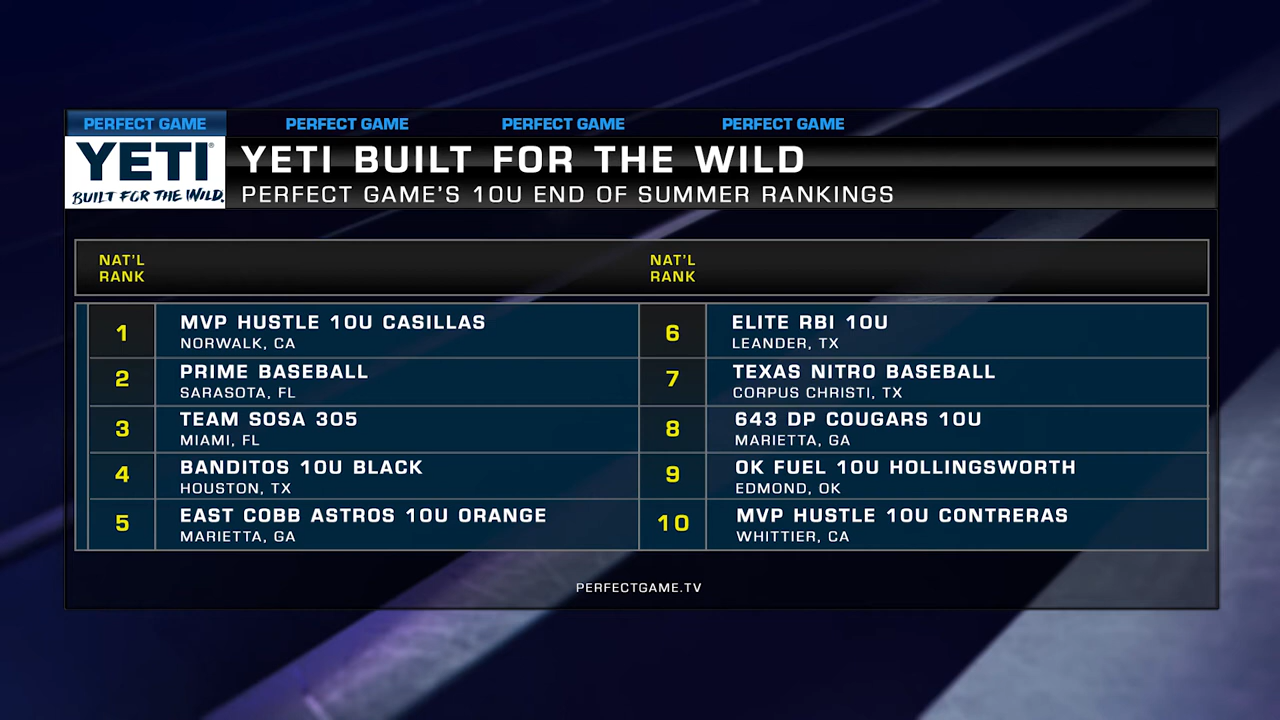 PERFECT GAME PERFECT GAME PERFECT GAME PERFECT GAME
YETI®
BUILT FOR THE WILD.
YETI BUILT FOR THE WILD
PERFECT GAME'S 10U END OF SUMMER RANKINGS
NAT'L
RANK
NAT'L
RANK
1
MVP HUSTLE 10U CASILLAS
NORWALK, CA
2
PRIME BASEBALL
SARASOTA, FL
3
TEAM SOSA 305
MIAMI, FL
4
BANDITOS 10U BLACK
HOUSTON, TX
5
EAST COBB ASTROS 10U ORANGE
MARIETTA, GA
6
ELITE RBI 10U
LEANDER, TX
7
TEXAS NITRO BASEBALL
CORPUS CHRISTI, TX
8
643 DP COUGARS 10U
MARIETTA, GA
9
OK FUEL 10U HOLLINGSWORTH
EDMOND, OK
10
MVP HUSTLE 10U CONTRERAS
WHITTIER, CA
PERFECTGAME.TV